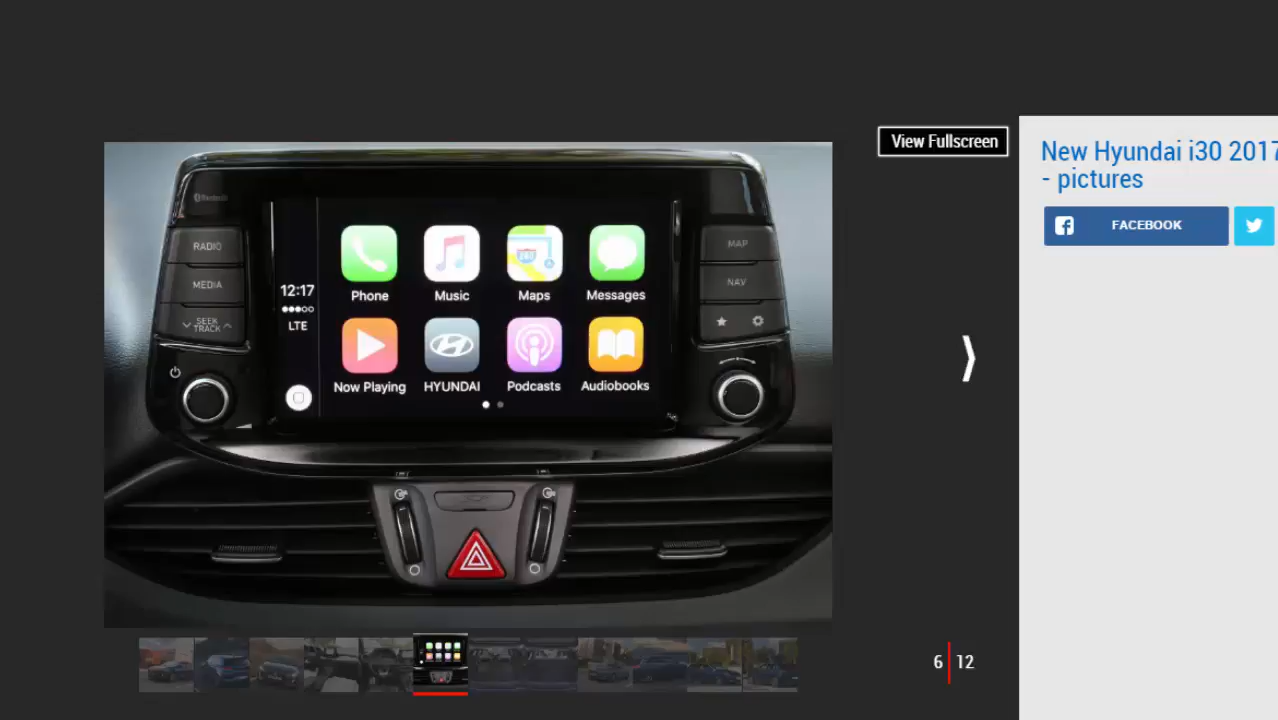 View Fullscreen
New Hyundai i30 2017
- pictures
FACEBOOK
Bluetooth
RADIO
MEDIA
SEEK
TRACK
MAP
NAV
12:17
LTE
Phone
Music
Maps
Messages
Now Playing
HYUNDAI
Podcasts
Audiobooks
6 12